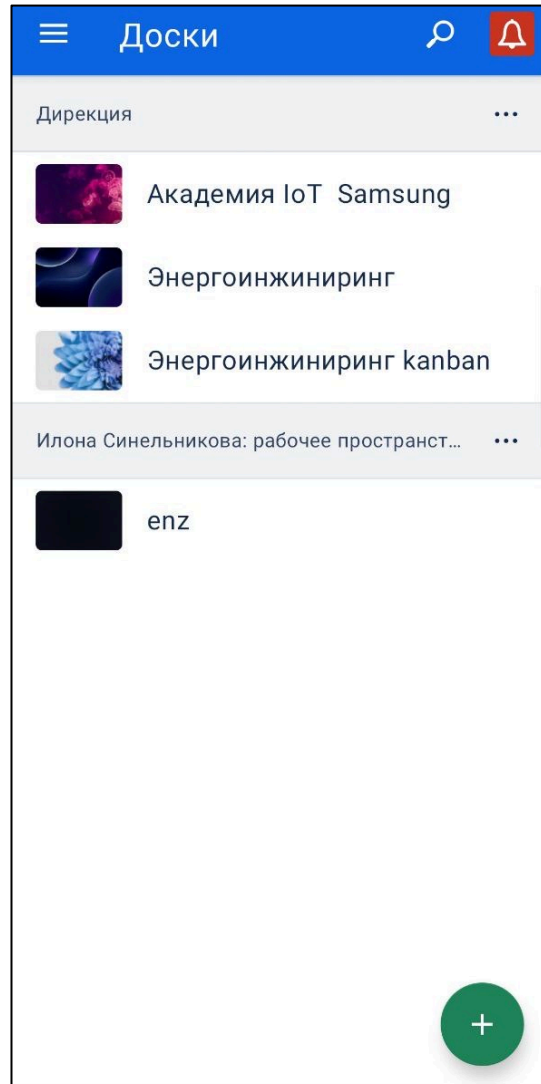 Доски
Дирекция
Академия IoT Samsung
Энергоинжиниринг
Энергоинжиниринг kanban
Илона Синельникова: рабочее пространст...
enz